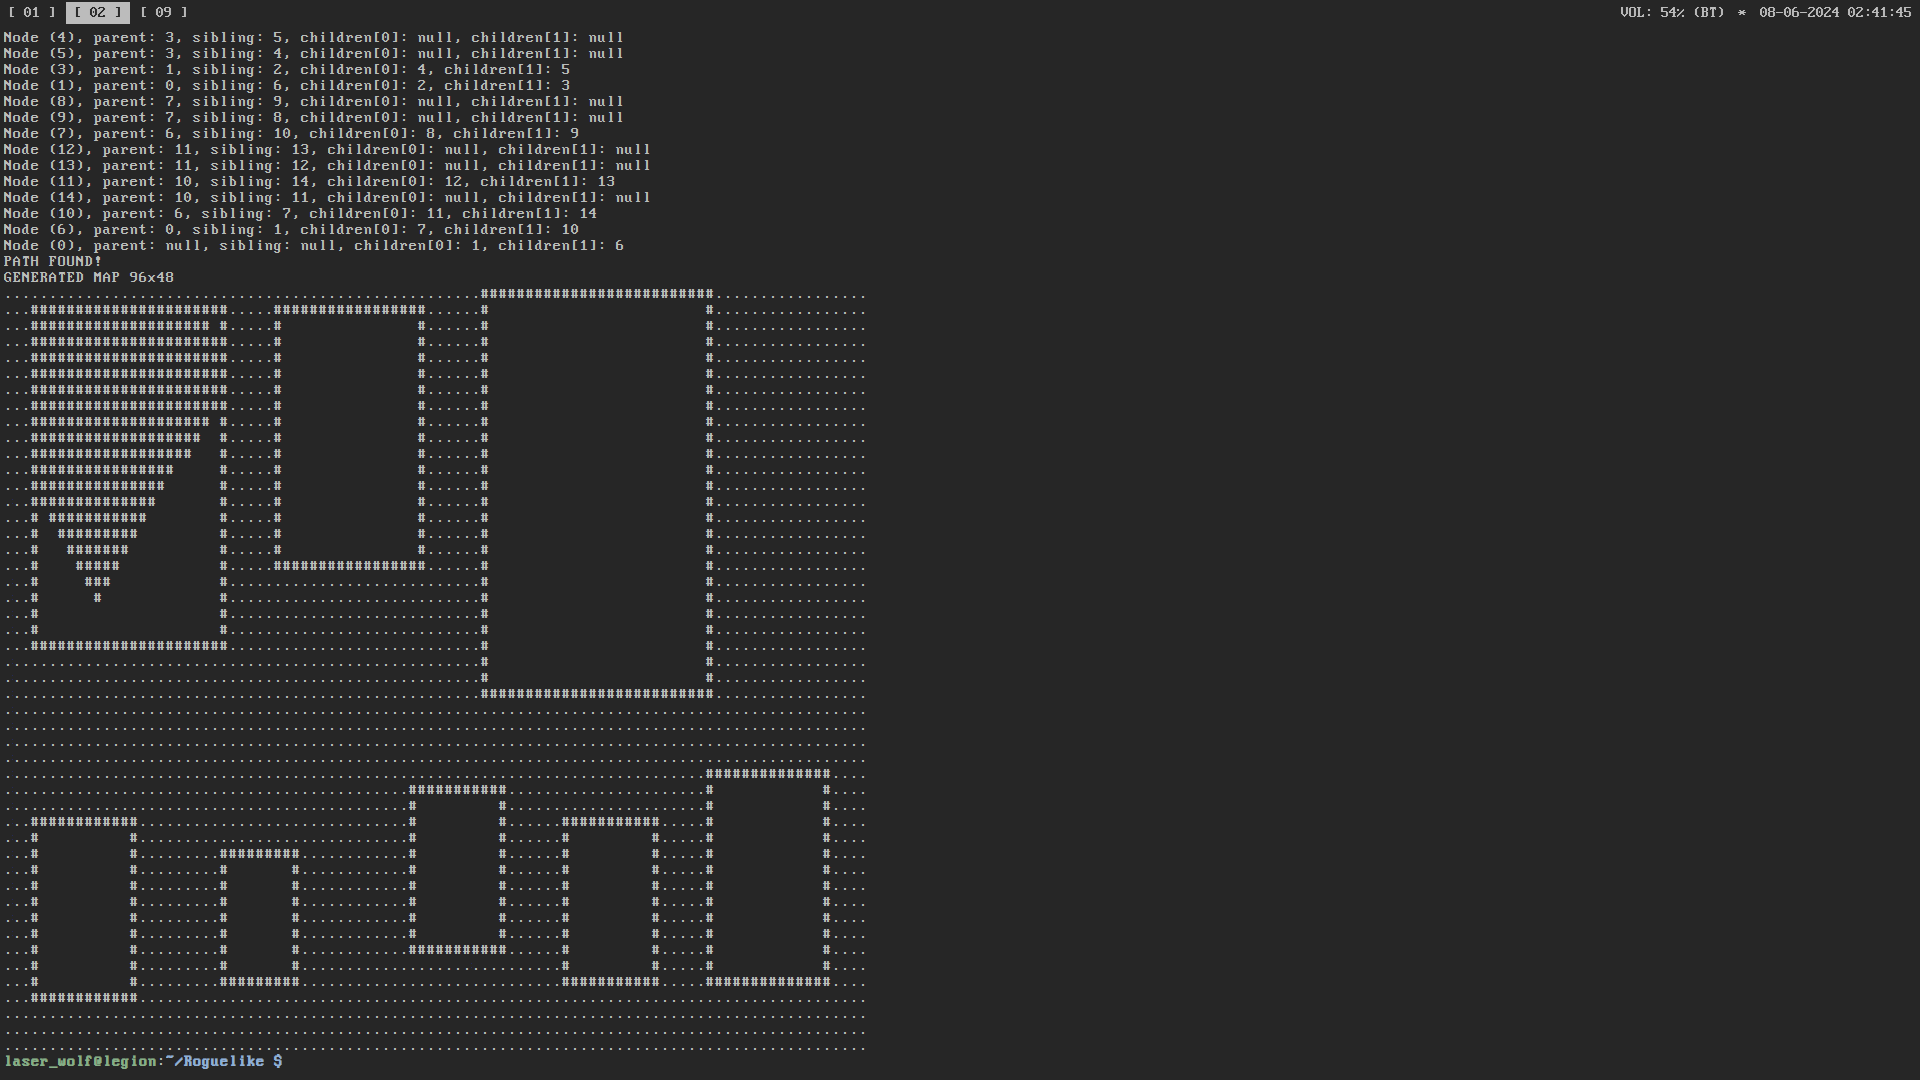 [ 01 ] [ 02 ] [ 09 ] VOL: 54% (BT) * 08-06-2024 02:41:45
Node (4), parent: 3, sibling: 5, children[0]: null, children[1]: null
Node (5), parent: 3, sibling: 4, children[0]: null, children[1]: null
Node (3), parent: 1, sibling: 2, children[0]: 4, children[1]: 5
Node (1), parent: 0, sibling: 6, children[0]: 2, children[1]: 3
Node (8), parent: 7, sibling: 9, children[0]: null, children[1]: null
Node (9), parent: 7, sibling: 8, children[0]: null, children[1]: null
Node (7), parent: 6, sibling: 10, children[0]: 8, children[1]: 9
Node (12), parent: 11, sibling: 13, children[0]: null, children[1]: null
Node (13), parent: 11, sibling: 12, children[0]: null, children[1]: null
Node (11), parent: 10, sibling: 14, children[0]: 12, children[1]: 13
Node (14), parent: 10, sibling: 11, children[0]: null, children[1]: null
Node (10), parent: 6, sibling: 7, children[0]: 11, children[1]: 14
Node (6), parent: 0, sibling: 1, children[0]: 7, children[1]: 10
Node (0), parent: null, sibling: null, children[0]: 1, children[1]: 6
PATH FOUND!
GENERATED MAP 96x48
.....................................................##########################.................
...######################.....#################......#                        #.................
...#################### #.....#               #......#                        #.................
...######################.....#               #......#                        #.................
...######################.....#               #......#                        #.................
...######################.....#               #......#                        #.................
...######################.....#               #......#                        #.................
...######################.....#               #......#                        #.................
...#################### #.....#               #......#                        #.................
...###################  #.....#               #......#                        #.................
...##################   #.....#               #......#                        #.................
...################     #.....#               #......#                        #.................
...###############      #.....#               #......#                        #.................
...##############       #.....#               #......#                        #.................
...# ###########        #.....#               #......#                        #.................
...#  #########         #.....#               #......#                        #.................
...#   #######          #.....#               #......#                        #.................
...#    #####           #.....#################......#                        #.................
...#     ###            #............................#                        #.................
...#      #             #............................#                        #.................
...#                    #............................#                        #.................
...#                    #............................#                        #.................
...######################............................#                        #.................
.....................................................#                        #.................
.....................................................#                        #.................
.....................................................##########################.................
................................................................................................
................................................................................................
................................................................................................
................................................................................................
..............................................................................##############....
.............................................###########......................#            #....
.............................................#         #......................#            #....
...############..............................#         #......###########.....#            #....
...#          #..............................#         #......#         #.....#            #....
...#          #.........#########............#         #......#         #.....#            #....
...#          #.........#       #............#         #......#         #.....#            #....
...#          #.........#       #............#         #......#         #.....#            #....
...#          #.........#       #............#         #......#         #.....#            #....
...#          #.........#       #............#         #......#         #.....#            #....
...#          #.........#       #............#         #......#         #.....#            #....
...#          #.........#       #............###########......#         #.....#            #....
...#          #.........#       #.............................#         #.....#            #....
...#          #.........#########.............................###########.....##############....
...############.................................................................................
................................................................................................
................................................................................................
................................................................................................
laser_wolf@legion:~/Roguelike $